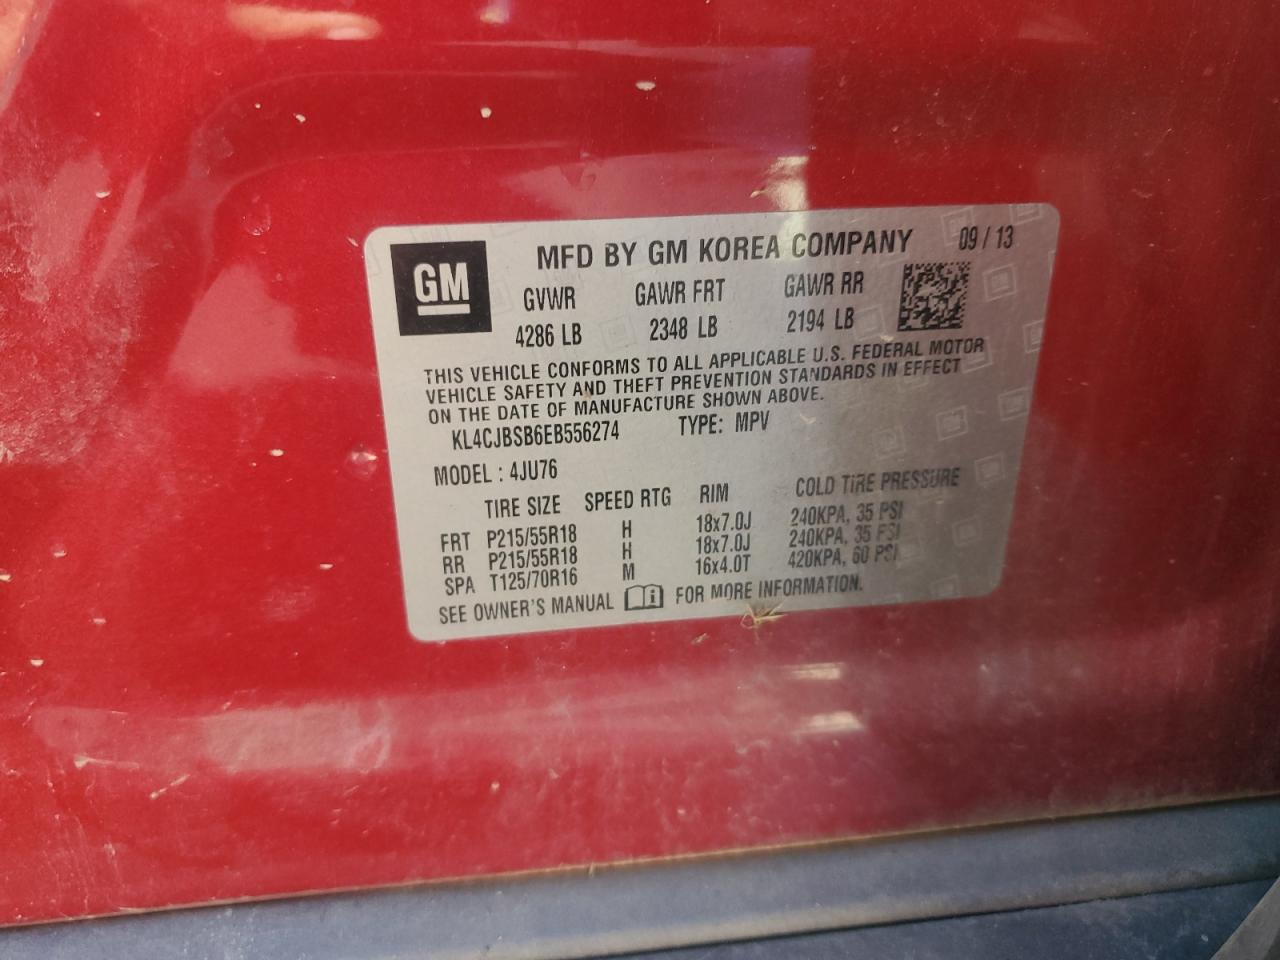 GM
MFD BY GM KOREA COMPANY 09 / 13
GVWR GAWR FRT GAWR RR
4286 LB 2348 LB 2194 LB
THIS VEHICLE CONFORMS TO ALL APPLICABLE U.S. FEDERAL MOTOR
VEHICLE SAFETY AND THEFT PREVENTION STANDARDS IN EFFECT
ON THE DATE OF MANUFACTURE SHOWN ABOVE.
KL4CJBSB6EB556274 TYPE: MPV
MODEL : 4JU76
TIRE SIZE SPEED RTG RIM COLD TIRE PRESSURE
FRT P215/55R18 H 18x7.0J 240KPA, 35 PSI
RR P215/55R18 H 18x7.0J 240KPA, 35 PSI
SPA T125/70R16 M 16x4.0T 420KPA, 60 PSI
SEE OWNER'S MANUAL i FOR MORE INFORMATION.